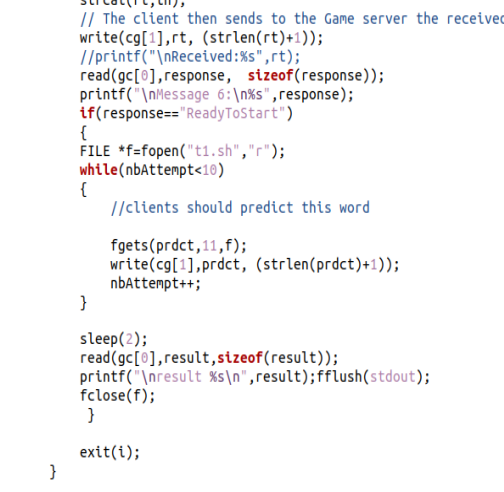 strcat(rt,th);
// The client then sends to the Game server the received
write(cg[1],rt, (strlen(rt)+1));
//printf("\nReceived:%s",rt);
read(gc[0],response,  sizeof(response));
printf("\nMessage 6:\n%s",response);
if(response=="ReadyToStart")
{
FILE *f=fopen("t1.sh","r");
while(nbAttempt<10)
{
//clients should predict this word
fgets(prdct,11,f);
write(cg[1],prdct, (strlen(prdct)+1));
nbAttempt++;
}
sleep(2);
read(gc[0],result,sizeof(result));
printf("\nresult %s\n",result);fflush(stdout);
fclose(f);
}
exit(i);
}